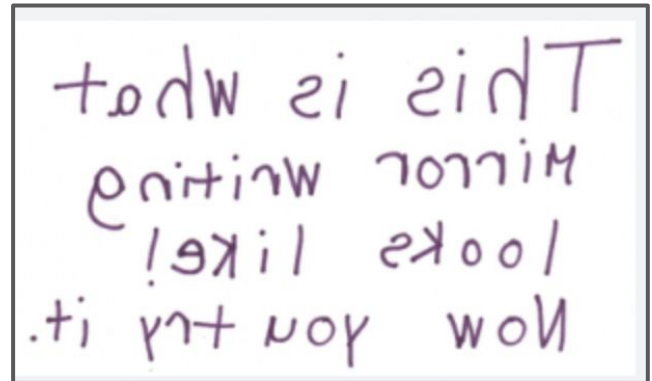 This is what
Mirror writing
looks like!
Now you try it.